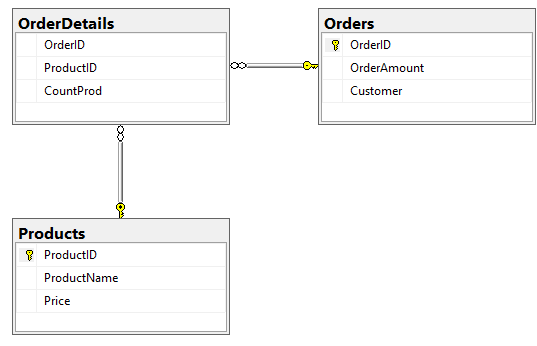 OrderDetails
OrderID
ProductID
CountProd
Orders
OrderID
OrderAmount
Customer
Products
ProductID
ProductName
Price